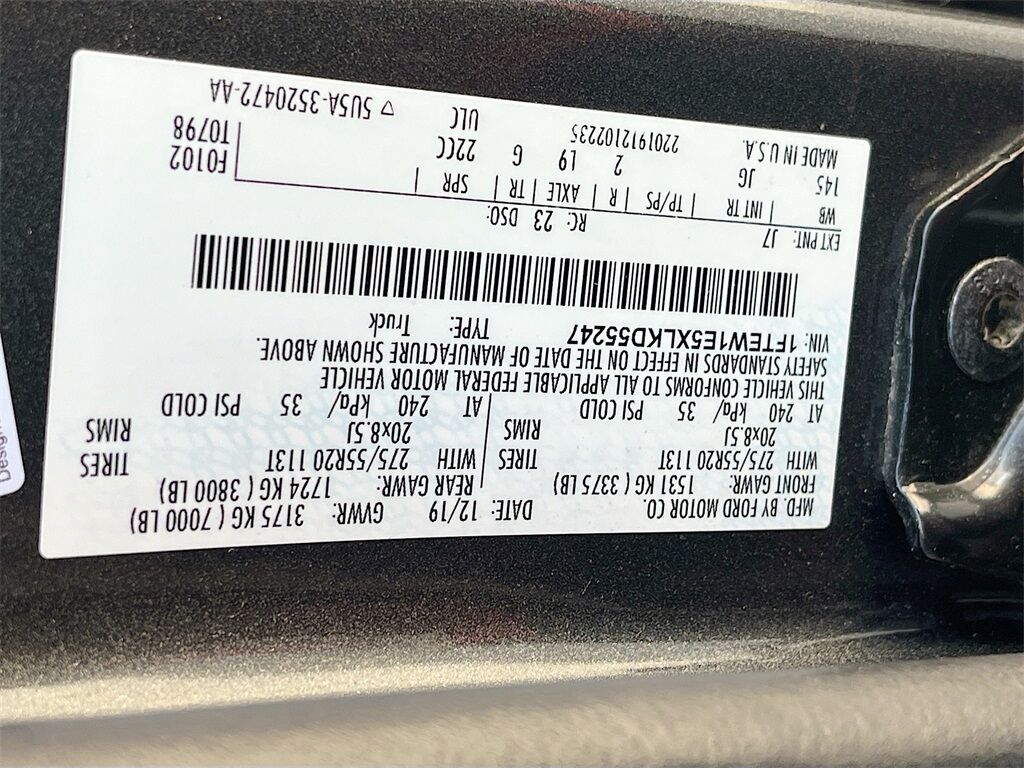 MFD. BY FORD MOTOR CO.
DATE: 12/19 GVWR: 3175 KG ( 7000 LB)
FRONT GAWR: 1531 KG ( 3375 LB) REAR GAWR: 1724 KG ( 3800 LB)
WITH 275/55R20 113T TIRES WITH 275/55R20 113T TIRES
20x8.5J RIMS 20x8.5J RIMS
AT 240 kPa/ 35 PSI COLD AT 240 kPa/ 35 PSI COLD
THIS VEHICLE CONFORMS TO ALL APPLICABLE FEDERAL MOTOR VEHICLE
SAFETY STANDARDS IN EFFECT ON THE DATE OF MANUFACTURE SHOWN ABOVE.
VIN: 1FTEW1E5XLKD55247 TYPE: Truck
EXT PNT: J7 RC: 23 DSO:
WB | INT TR | TP/PS | R | AXLE | TR | SPR | F0102
145 JG 2 L9 6 22CC T0798
MADE IN U.S.A. 2201912102235 ULC ▽ 5U5A-3520472-AA
Design